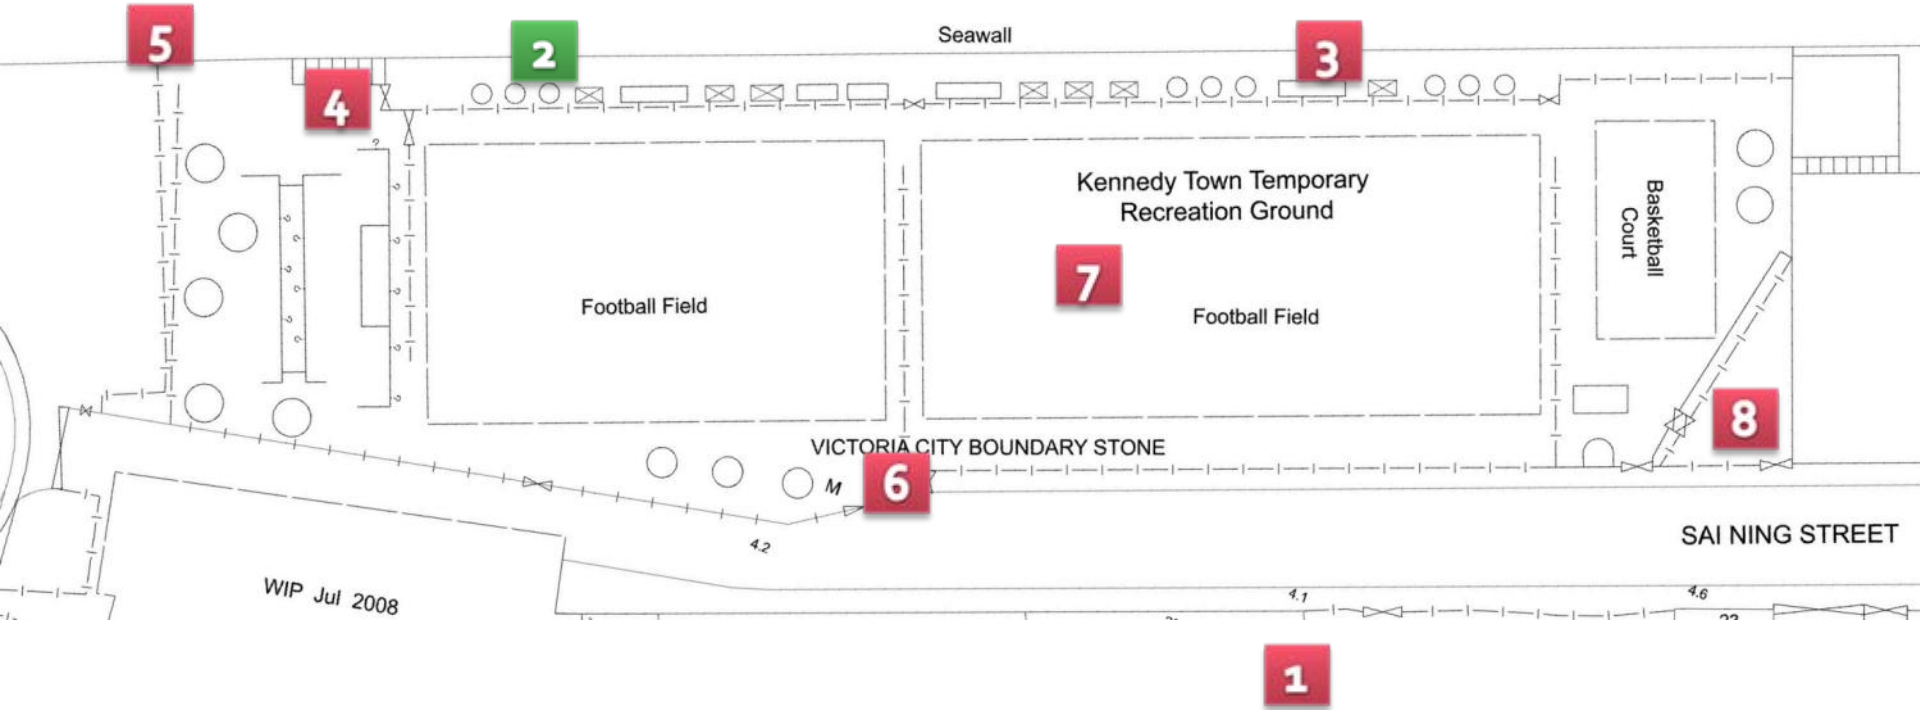 Seawall
5
2
3
4
Kennedy Town Temporary
Recreation Ground
Basketball
Court
7
Football Field
Football Field
8
VICTORIA CITY BOUNDARY STONE
6
M
SAI NING STREET
4.2
WIP Jul 2008
4.1
4.6
1